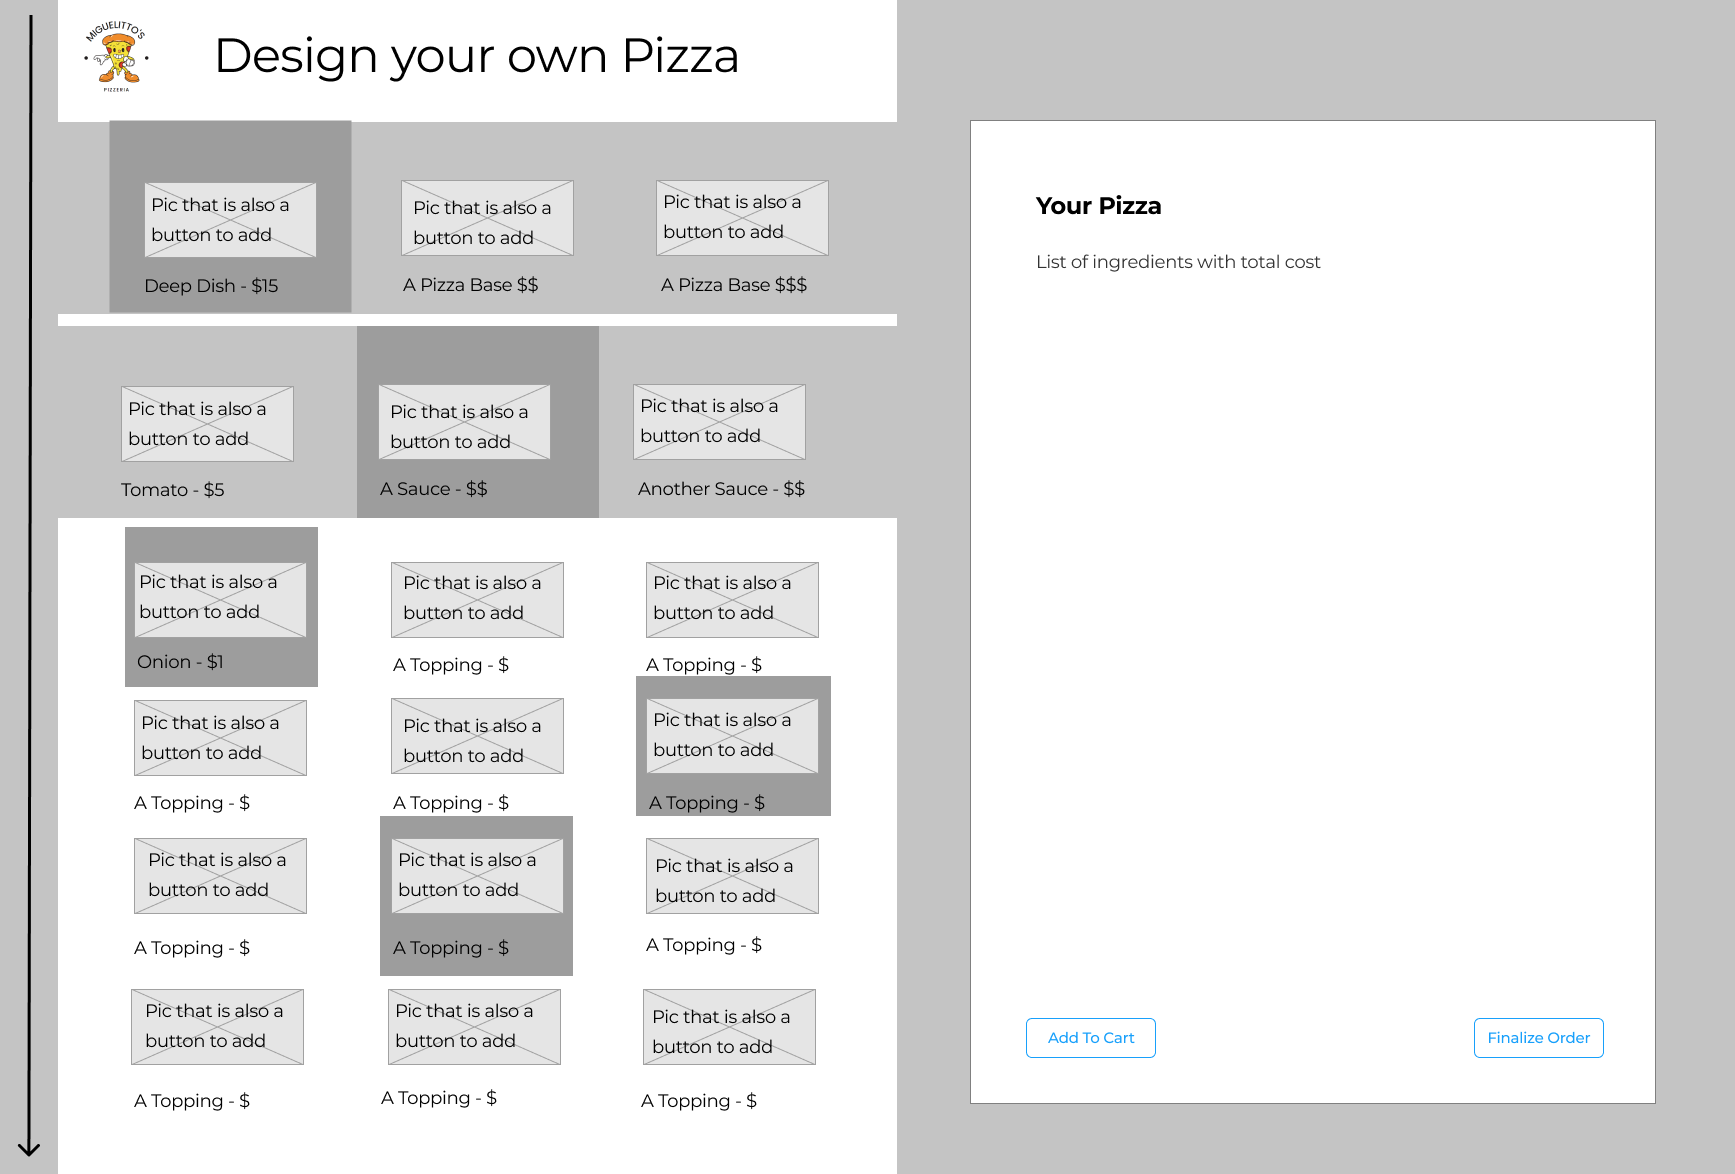 MIGUELITTO'S
PIZZERIA
Design your own Pizza
Pic that is also a
button to add
Deep Dish - $15
Pic that is also a
button to add
A Pizza Base $$
Pic that is also a
button to add
A Pizza Base $$$
Pic that is also a
button to add
Tomato - $5
Pic that is also a
button to add
A Sauce - $$
Pic that is also a
button to add
Another Sauce - $$
Pic that is also a
button to add
Onion - $1
Pic that is also a
button to add
A Topping - $
Pic that is also a
button to add
A Topping - $
Pic that is also a
button to add
A Topping - $
Pic that is also a
button to add
A Topping - $
Pic that is also a
button to add
A Topping - $
Pic that is also a
button to add
A Topping - $
Pic that is also a
button to add
A Topping - $
Pic that is also a
button to add
A Topping - $
Pic that is also a
button to add
A Topping - $
Pic that is also a
button to add
A Topping - $
Pic that is also a
button to add
A Topping - $
Your Pizza
List of ingredients with total cost
Add To Cart
Finalize Order